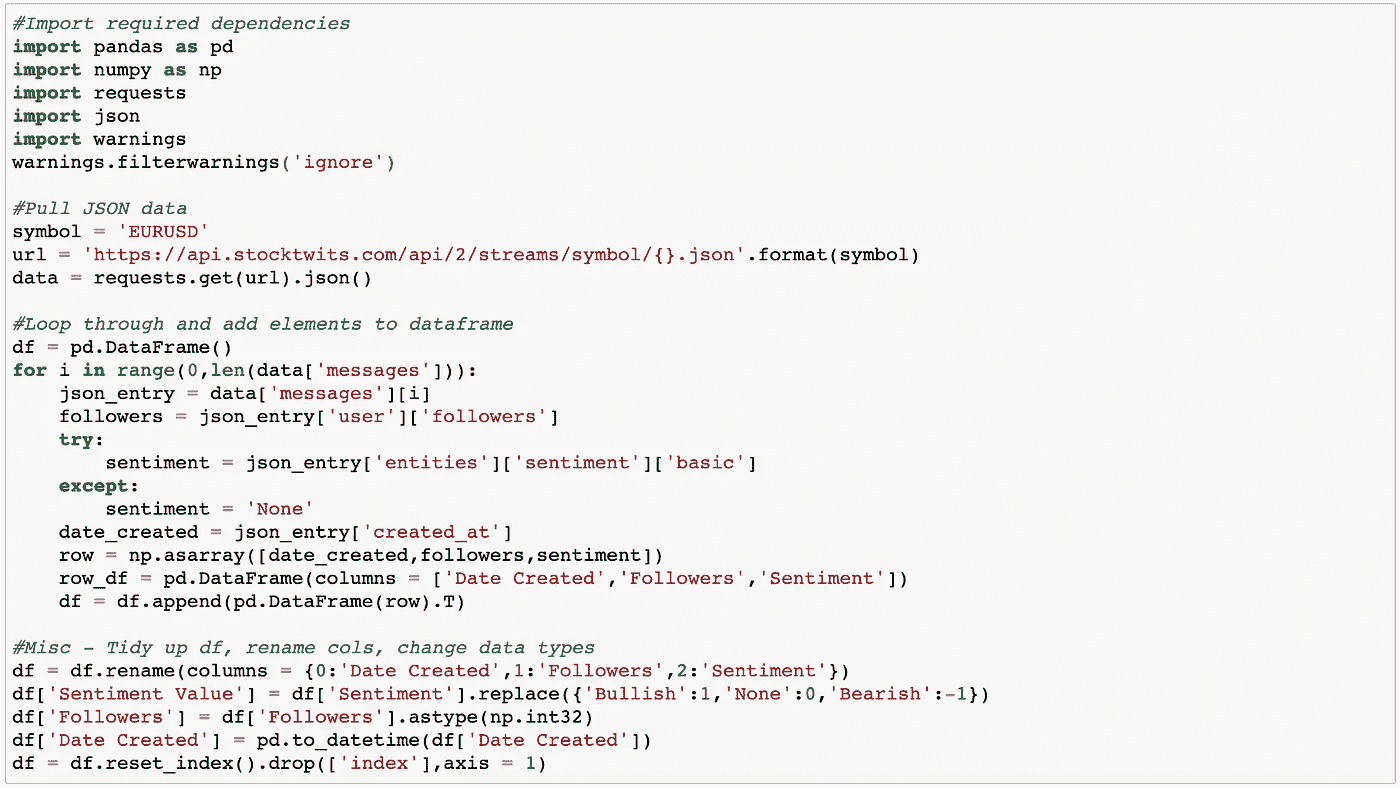 #Import required dependencies
import pandas as pd
import numpy as np
import requests
import json
import warnings
warnings.filterwarnings('ignore')

#Pull JSON data
symbol = 'EURUSD'
url = 'https://api.stocktwits.com/api/2/streams/symbol/{}.json'.format(symbol)
data = requests.get(url).json()

#Loop through and add elements to dataframe
df = pd.DataFrame()
for i in range(0,len(data['messages'])):
    json_entry = data['messages'][i]
    followers = json_entry['user']['followers']
    try:
        sentiment = json_entry['entities']['sentiment']['basic']
    except:
        sentiment = 'None'
    date_created = json_entry['created_at']
    row = np.asarray([date_created,followers,sentiment])
    row_df = pd.DataFrame(columns = ['Date Created','Followers','Sentiment'])
    df = df.append(pd.DataFrame(row).T)

#Misc - Tidy up df, rename cols, change data types
df = df.rename(columns = {0:'Date Created',1:'Followers',2:'Sentiment'})
df['Sentiment Value'] = df['Sentiment'].replace({'Bullish':1,'None':0,'Bearish':-1})
df['Followers'] = df['Followers'].astype(np.int32)
df['Date Created'] = pd.to_datetime(df['Date Created'])
df = df.reset_index().drop(['index'],axis = 1)